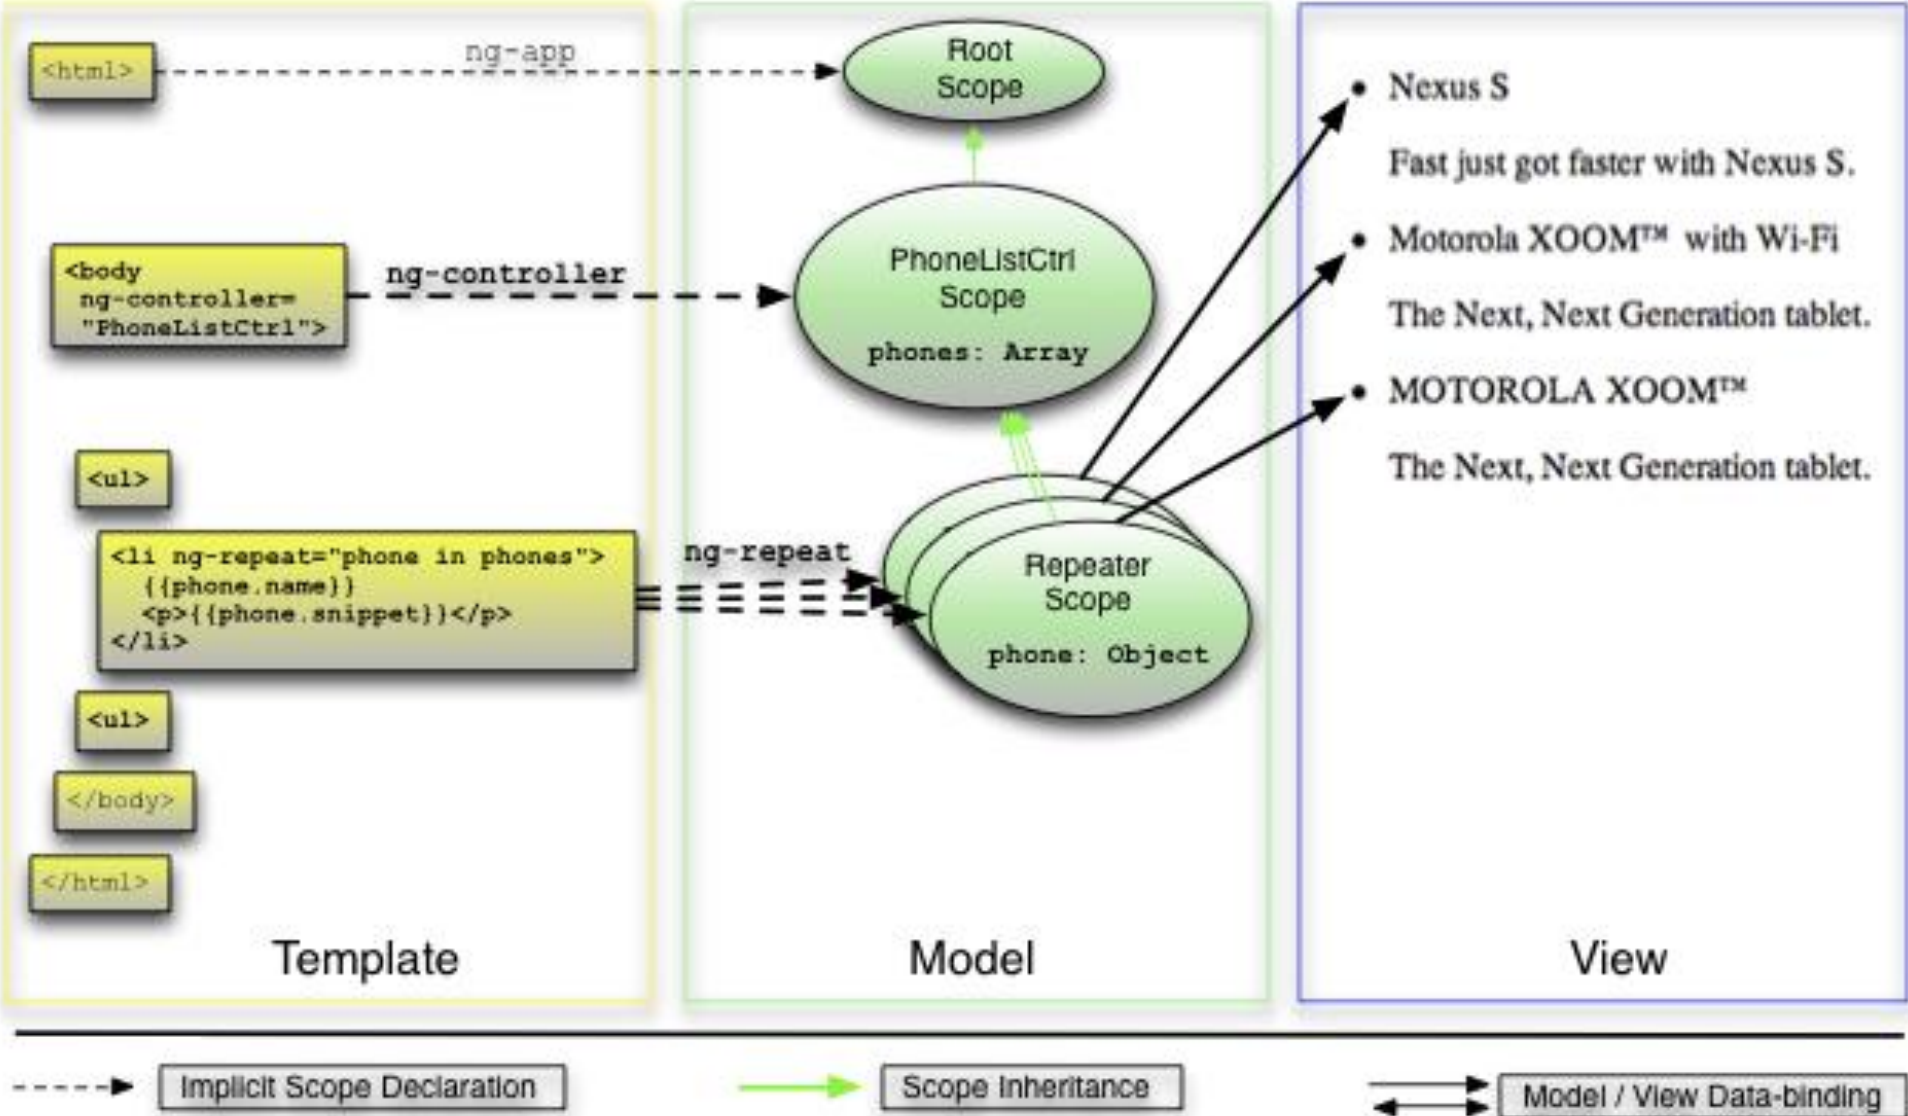 <html>
ng-app
<body
ng-controller=
"PhoneListCtrl">
ng-controller
<ul>
<li ng-repeat="phone in phones">
{{phone.name}}
<p>{{phone.snippet}}</p>
</li>
ng-repeat
<ul>
</body>
</html>
Template
Root
Scope
PhoneListCtrl
Scope
phones: Array
Repeater
Scope
phone: Object
Model
• Nexus S
Fast just got faster with Nexus S.
• Motorola XOOM™ with Wi-Fi
The Next, Next Generation tablet.
• MOTOROLA XOOM™
The Next, Next Generation tablet.
View
Implicit Scope Declaration
Scope Inheritance
Model / View Data-binding